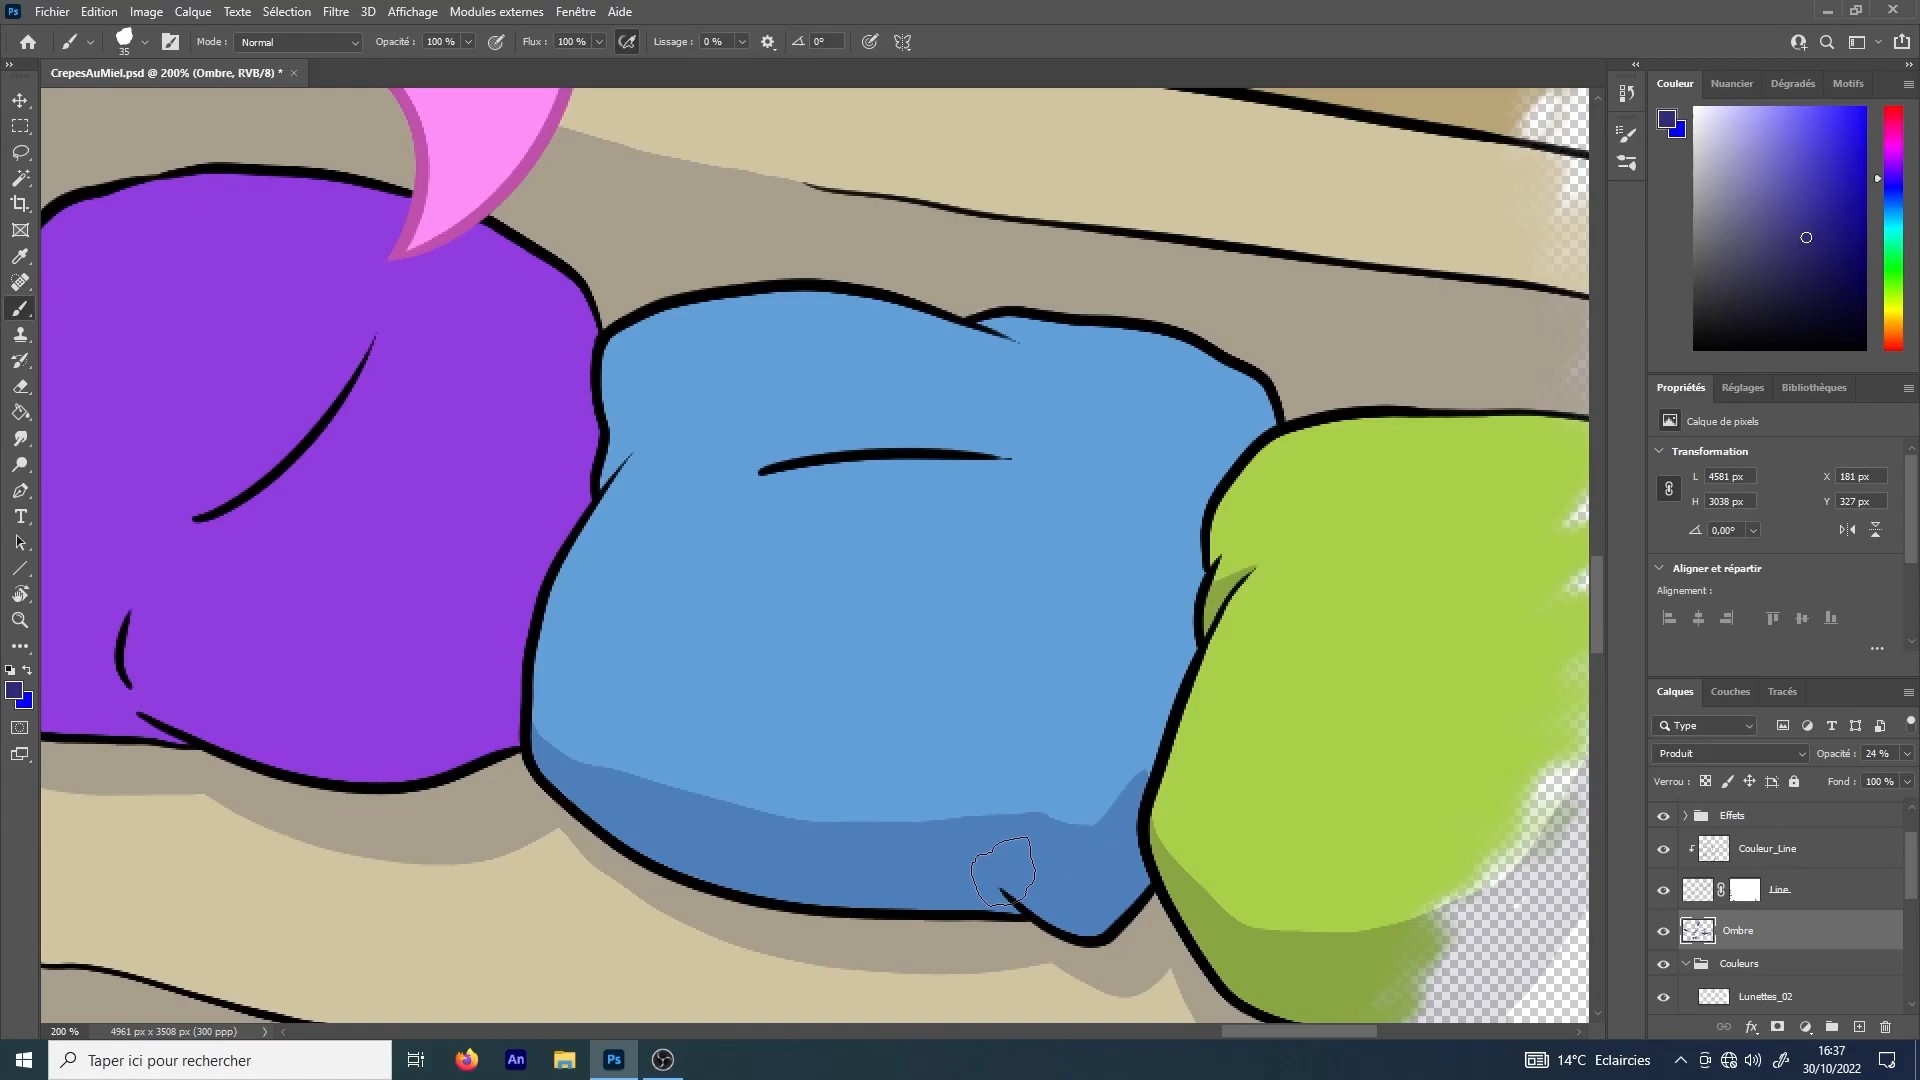 Ps Fichier Edition Image Calque Texte Sélection Filtre 3D Affichage Modules externes Fenêtre Aide
35 Mode : Normal Opacité : 100 % Flux : 100 % Lissage : 0 % 0°
CrepesAuMiel.psd @ 200% (Ombre, RVB/8) *
Couleur Nuancier Dégradés Motifs
Propriétés Réglages Bibliothèques
Calque de pixels
Transformation
L 4581 px X 181 px
H 3038 px Y 327 px
0,00°
Aligner et répartir
Alignement :
Calques Couches Tracés
Type
Produit Opacité : 24 %
Verrou : Fond : 100 %
Effets
Couleur_Line
Line
Ombre
Couleurs
Lunettes_02
200 % 4961 px x 3508 px (300 ppp)
Taper ici pour rechercher An Ps 14°C Eclaircies 16:37
30/10/2022